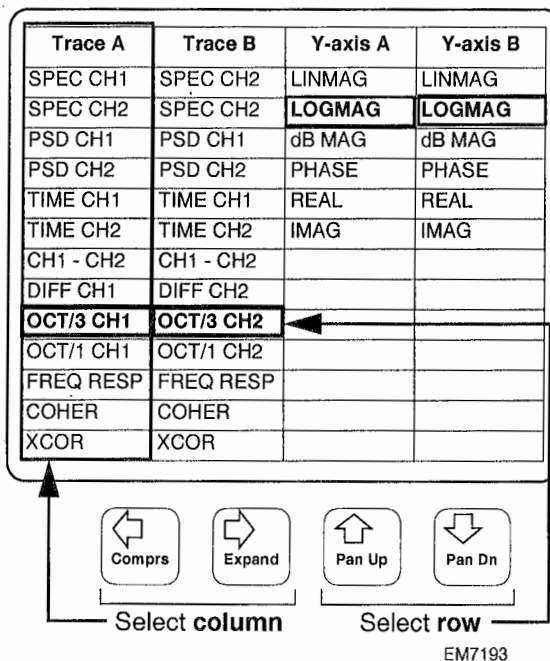 Trace A Trace B Y-axis A Y-axis B
SPEC CH1 SPEC CH2 LINMAG LINMAG
SPEC CH2 SPEC CH2 LOGMAG LOGMAG
PSD CH1 PSD CH1 dB MAG dB MAG
PSD CH2 PSD CH2 PHASE PHASE
TIME CH1 TIME CH1 REAL REAL
TIME CH2 TIME CH2 IMAG IMAG
CH1 - CH2 CH1 - CH2
DIFF CH1 DIFF CH2
OCT/3 CH1 OCT/3 CH2
OCT/1 CH1 OCT/1 CH2
FREQ RESP FREQ RESP
COHER COHER
XCOR XCOR
Comprs Expand Pan Up Pan Dn
Select column Select row
EM7193